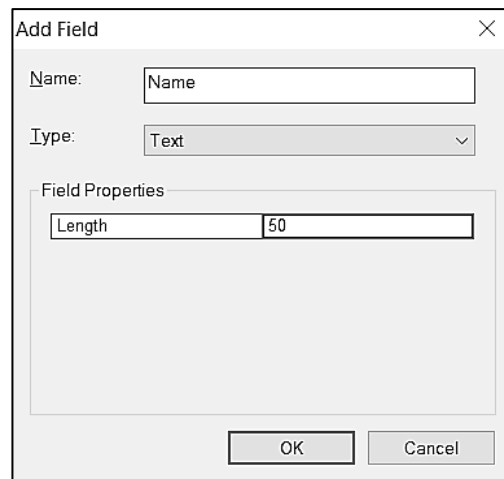 Add Field
Name: Name
Type: Text
Field Properties
Length 50
OK Cancel